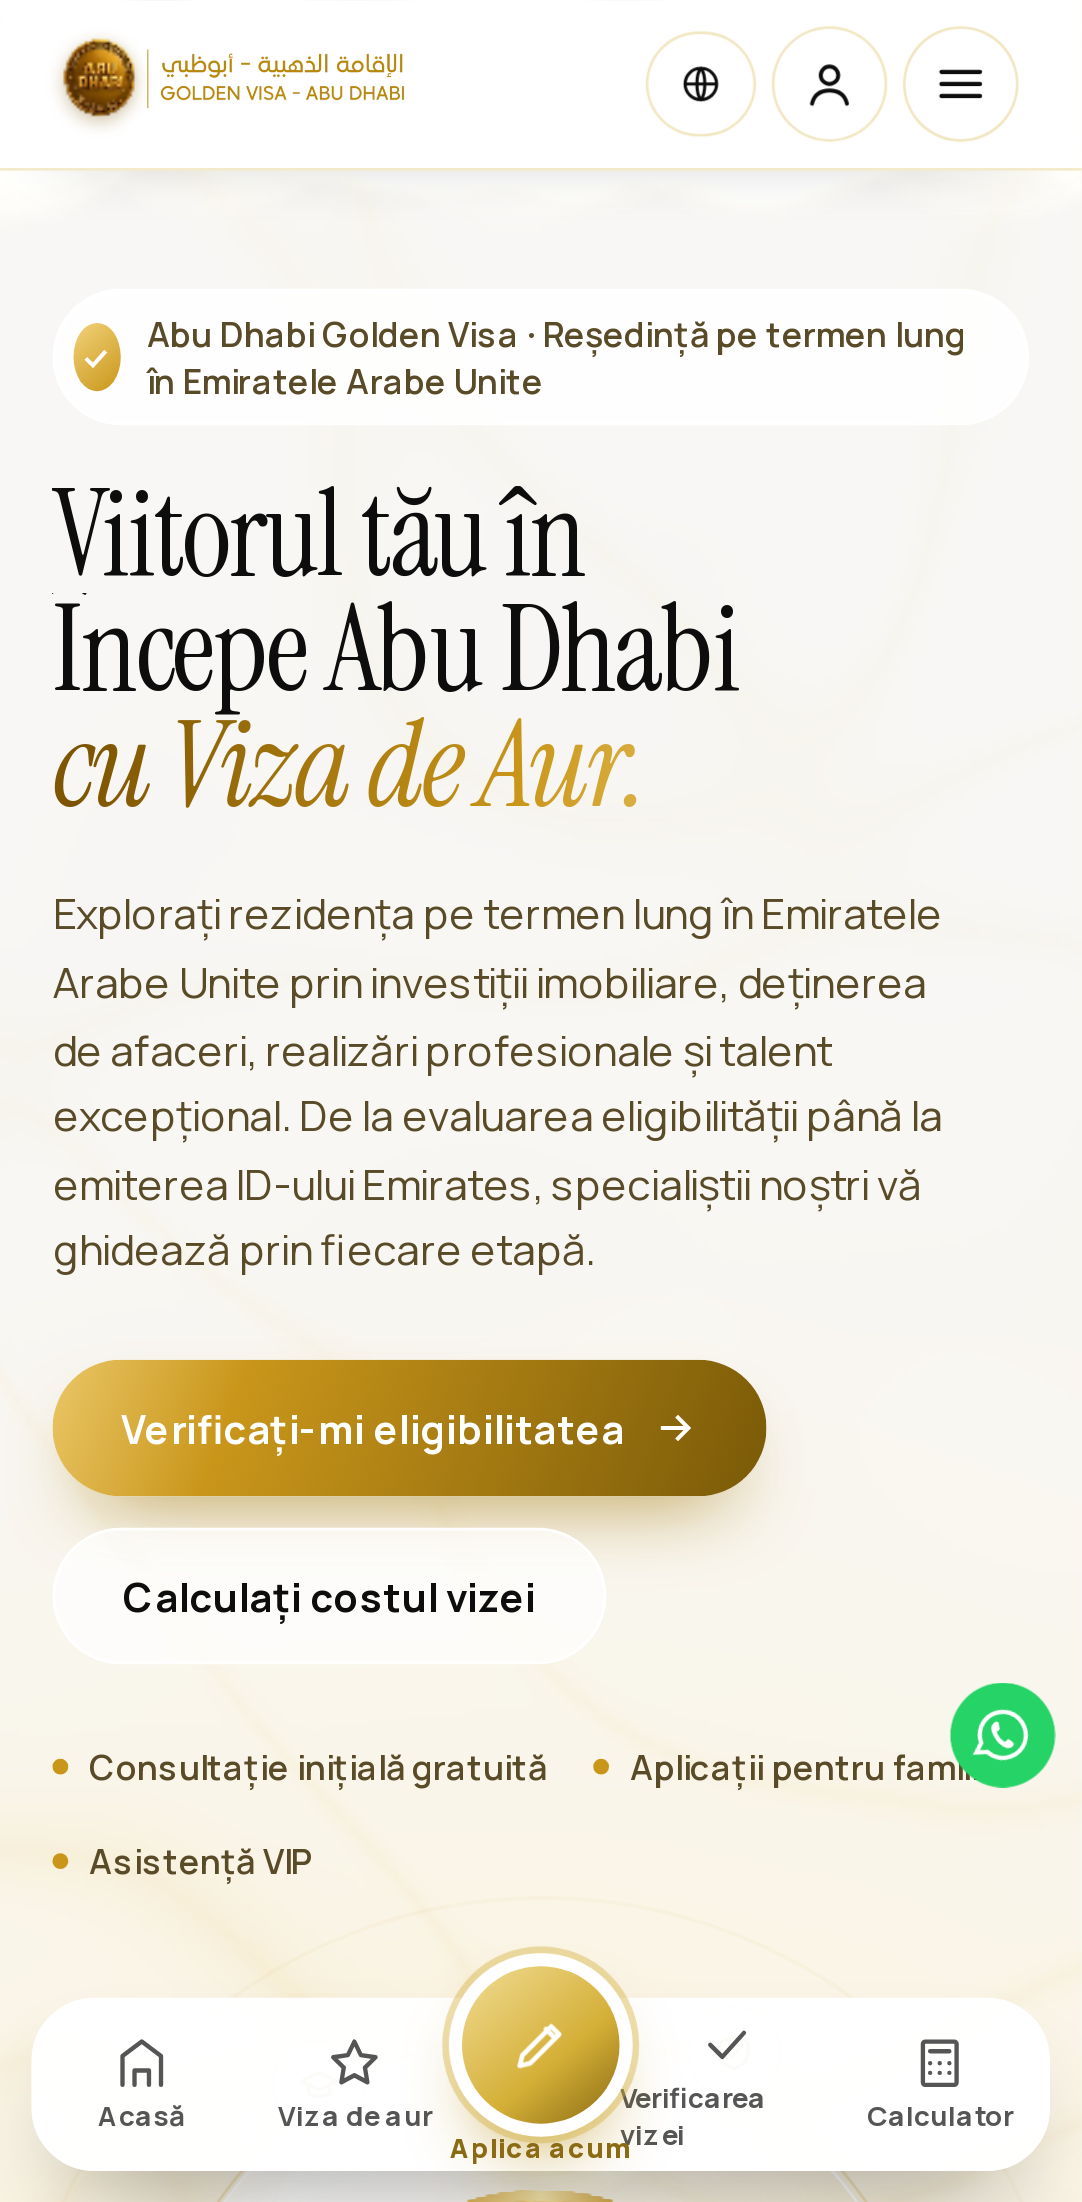 ABU DHABI
الإقامة الذهبية - أبوظبي
GOLDEN VISA - ABU DHABI
Abu Dhabi Golden Visa · Reședință pe termen lung
în Emiratele Arabe Unite
Viitorul tău în
Incepe Abu Dhabi
cu Viza de Aur.
Explorați rezidența pe termen lung în Emiratele
Arabe Unite prin investiții imobiliare, deținerea
de afaceri, realizări profesionale și talent
excepțional. De la evaluarea eligibilității până la
emiterea ID-ului Emirates, specialiștii noștri vă
ghidează prin fiecare etapă.
Verificați-mi eligibilitatea →
Calculați costul vizei
Consultație inițială gratuită
Aplicații pentru famil
Asistență VIP
Acasă
Viza de aur
Aplica acum
Verificarea
vizei
Calculator